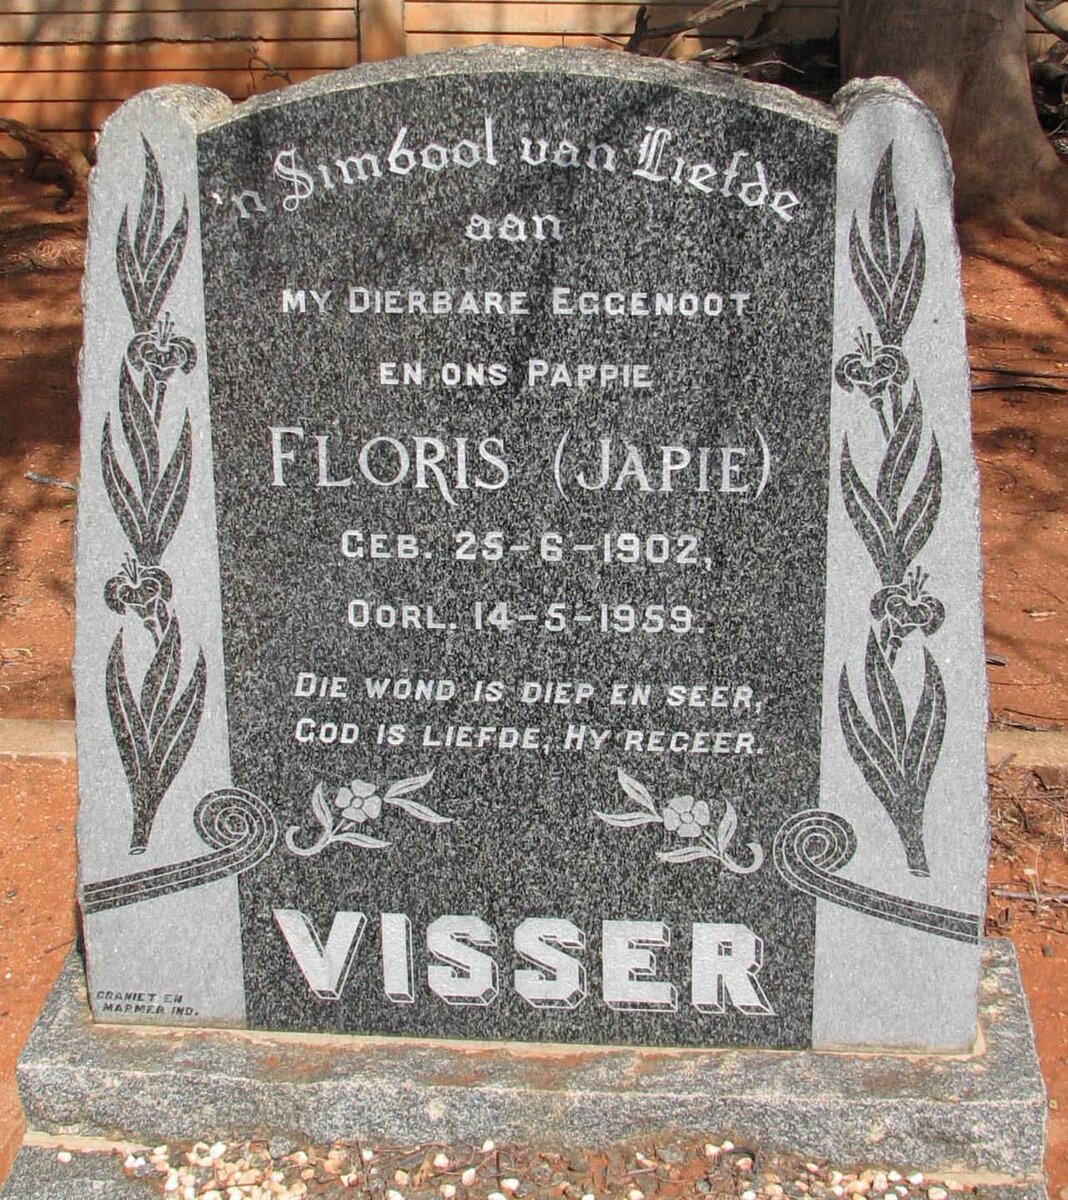 'n Simbool van Liefde
aan
MY DIERBARE EGGENOOT
EN ONS PAPPIE
FLORIS (JAPIE)
GEB. 25-6-1902,
OORL. 14-5-1959.
DIE WOND IS DIEP EN SEER,
GOD IS LIEFDE, HY REGEER.
VISSER
GRANIET EN
MARMER IND.